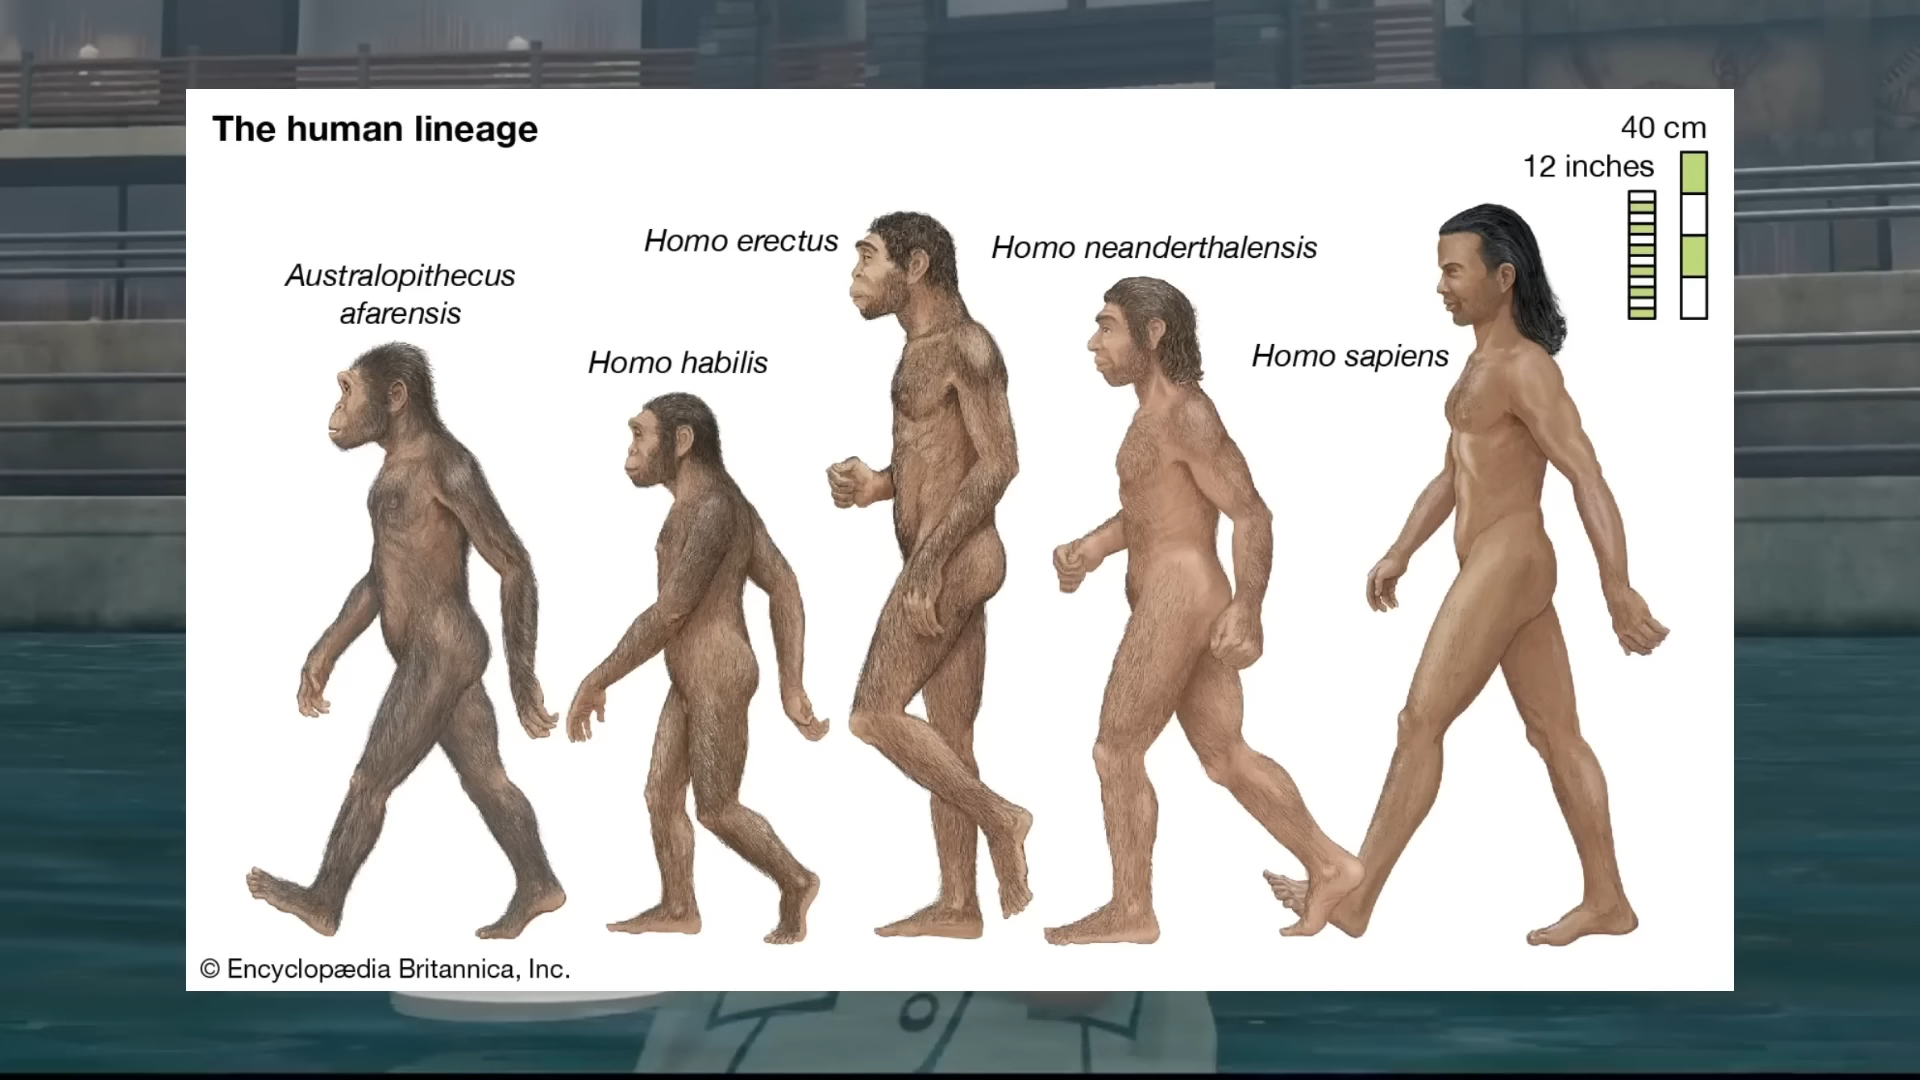 The human lineage
40 cm
12 inches
Homo erectus
Homo neanderthalensis
Australopithecus
afarensis
Homo habilis
Homo sapiens
© Encyclopædia Britannica, Inc.